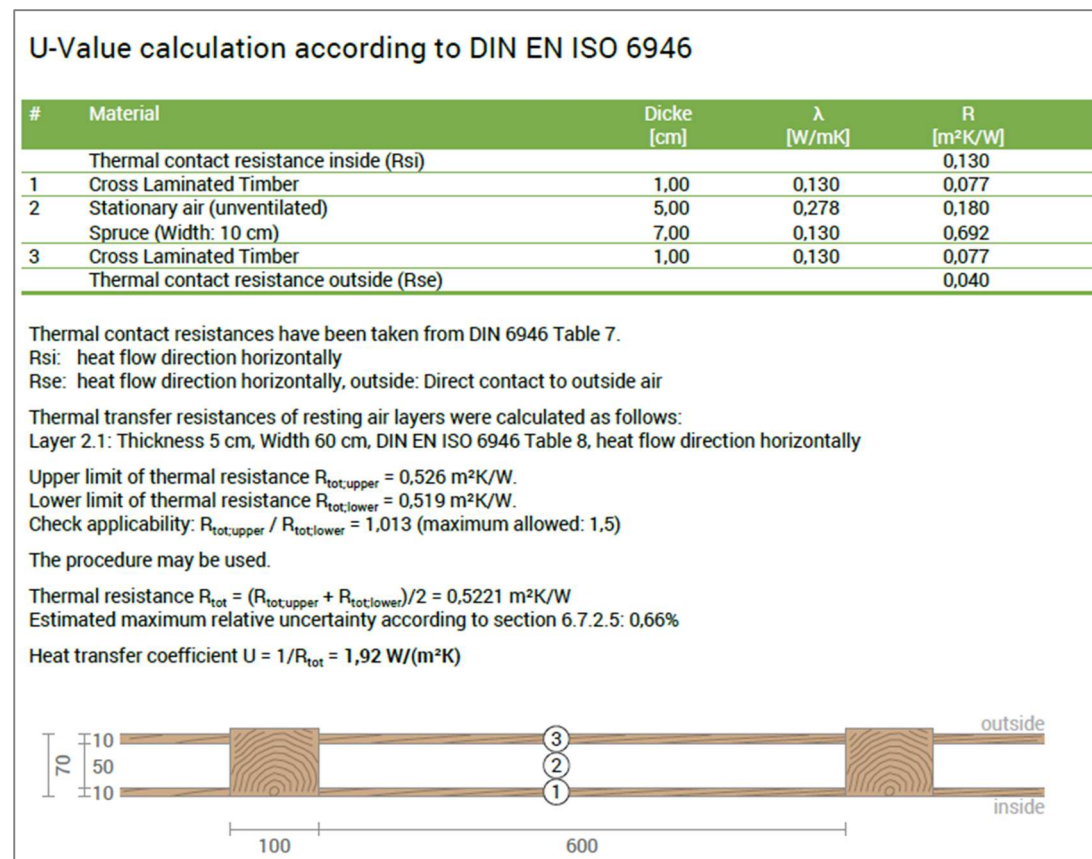 U-Value calculation according to DIN EN ISO 6946
# Material Dicke λ R
[cm] [W/mK] [m²K/W]
Thermal contact resistance inside (Rsi) 0,130
1 Cross Laminated Timber 1,00 0,130 0,077
2 Stationary air (unventilated) 5,00 0,278 0,180
Spruce (Width: 10 cm) 7,00 0,130 0,692
3 Cross Laminated Timber 1,00 0,130 0,077
Thermal contact resistance outside (Rse) 0,040
Thermal contact resistances have been taken from DIN 6946 Table 7.
Rsi: heat flow direction horizontally
Rse: heat flow direction horizontally, outside: Direct contact to outside air
Thermal transfer resistances of resting air layers were calculated as follows:
Layer 2.1: Thickness 5 cm, Width 60 cm, DIN EN ISO 6946 Table 8, heat flow direction horizontally
Upper limit of thermal resistance Rtot;upper = 0,526 m²K/W.
Lower limit of thermal resistance Rtot;lower = 0,519 m²K/W.
Check applicability: Rtot;upper / Rtot;lower = 1,013 (maximum allowed: 1,5)
The procedure may be used.
Thermal resistance Rtot = (Rtot;upper + Rtot;lower)/2 = 0,5221 m²K/W
Estimated maximum relative uncertainty according to section 6.7.2.5: 0,66%
Heat transfer coefficient U = 1/Rtot = 1,92 W/(m²K)
outside
10 3
70 50 2
10 1
inside
100 600